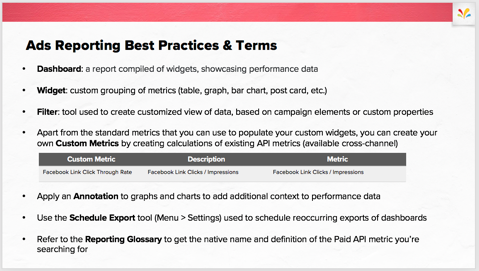 Ads Reporting Best Practices & Terms
• Dashboard: a report compiled of widgets, showcasing performance data
• Widget: custom grouping of metrics (table, graph, bar chart, post card, etc.)
• Filter: tool used to create customized view of data, based on campaign elements or custom properties
• Apart from the standard metrics that you can use to populate your custom widgets, you can create your
own Custom Metrics by creating calculations of existing API metrics (available cross-channel)
Custom Metric Description Metric
Facebook Link Click Through Rate Facebook Link Clicks / Impressions Facebook Link Clicks / Impressions
• Apply an Annotation to graphs and charts to add additional context to performance data
• Use the Schedule Export tool (Menu > Settings) used to schedule reoccurring exports of dashboards
• Refer to the Reporting Glossary to get the native name and definition of the Paid API metric you're
searching for